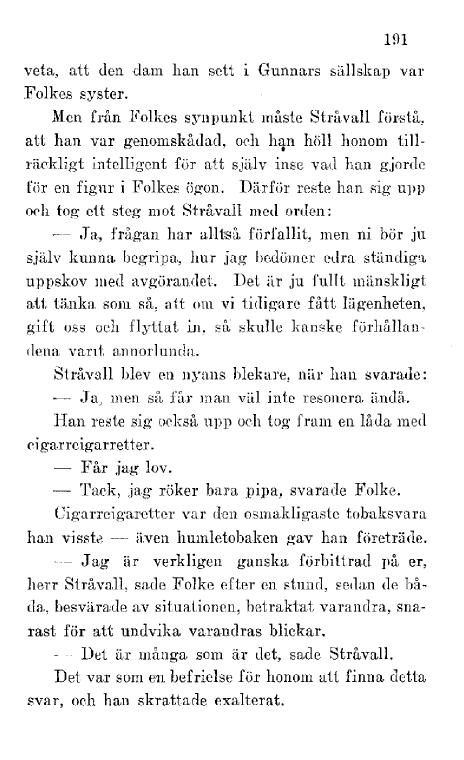 191
veta, att den dam han sett i Gunnars sällskap var
Folkes syster.
Men från Folkes synpunkt måste Stråvall förstå,
att han var genomskådad, och han höll honom till-
räckligt intelligent för att själv inse vad han gjorde
för en figur i Folkes ögon. Därför reste han sig upp
och tog ett steg mot Stråvall med orden:
— Ja, frågan har alltså förfallit, men ni bör ju
själv kunna begripa, hur jag bedömer edra ständiga
uppskov med avgörandet. Det är ju fullt mänskligt
att tänka som så, att om vi tidigare fått lägenheten,
gift oss och flyttat in, så skulle kanske förhållan-
dena varit annorlunda.
Stråvall blev en nyans blekare, när han svarade:
— Ja, men så får man väl inte resonera ändå.
Han reste sig också upp och tog fram en låda med
cigarrcigarretter.
— Får jag lov.
— Tack, jag röker bara pipa, svarade Folke.
Cigarrcigaretter var den osmakligaste tobaksvara
han visste — även humletobaken gav han företräde.
— Jag är verkligen ganska förbittrad på er,
herr Stråvall, sade Folke efter en stund, sedan de bå-
da, besvärade av situationen, betraktat varandra, sna-
rast för att undvika varandras blickar.
— Det är många som är det, sade Stråvall.
Det var som en befrielse för honom att finna detta
svar, och han skrattade exalterat.